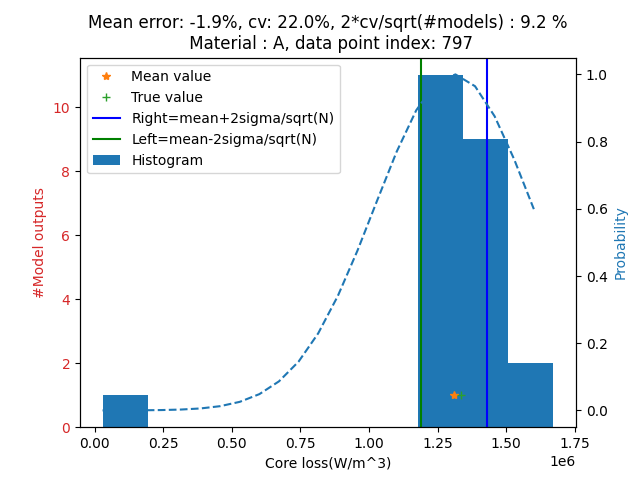 Mean error: -1.9%, cv: 22.0%, 2*cv/sqrt(#models) : 9.2 %
Material : A, data point index: 797
Mean value
True value
Right=mean+2sigma/sqrt(N)
Left=mean-2sigma/sqrt(N)
Histogram
#Model outputs
10
8
6
4
2
0
1.0
0.8
0.6
0.4
0.2
0.0
Probability
0.00 0.25 0.50 0.75 1.00 1.25 1.50 1.75
1e6
Core loss(W/m^3)